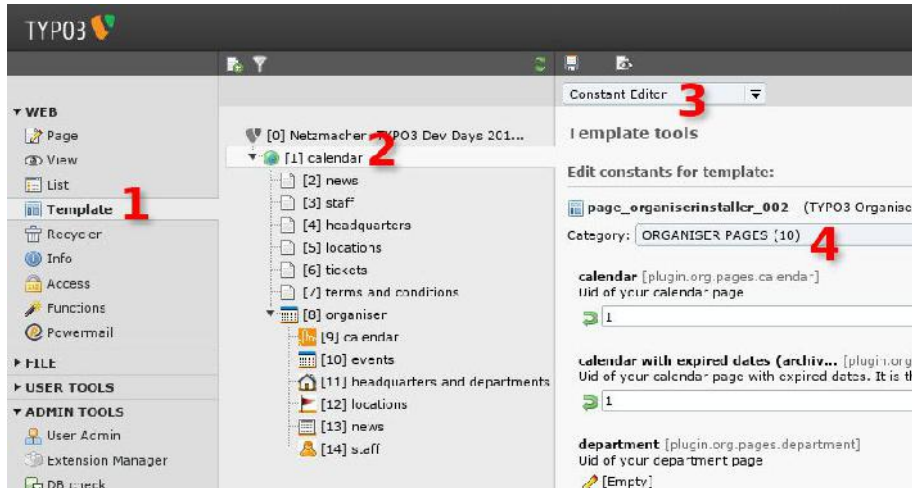 TYPO3
Constant Editor
3
▼ WEB
Page
View
List
Template
1
Recycler
Info
Access
Functions
Powermail
▶ FILE
▶ USER TOOLS
▼ ADMIN TOOLS
User Admin
Extension Manager
DB check
[0] Netzmacher TYPO3 Dev Days 201...
2
[1] calendar
[2] news
[3] staff
[4] headquarters
[5] locations
[6] tickets
[7] terms and conditions
[8] organiser
[9] calendar
[10] events
[11] headquarters and departments
[12] locations
[13] news
[14] staff
Template tools
Edit constants for template:
page_organiserinstaller_002 (TYPO3 Organise
Category: ORGANISER PAGES (10)
4
calendar [plugin.org.pages.calendar]
Uid of your calendar page
1
calendar with expired dates (archiv... [plugin.org
Uid of your calendar page with expired dates. It is th
1
department [plugin.org.pages.department]
Uid of your department page
[Empty]